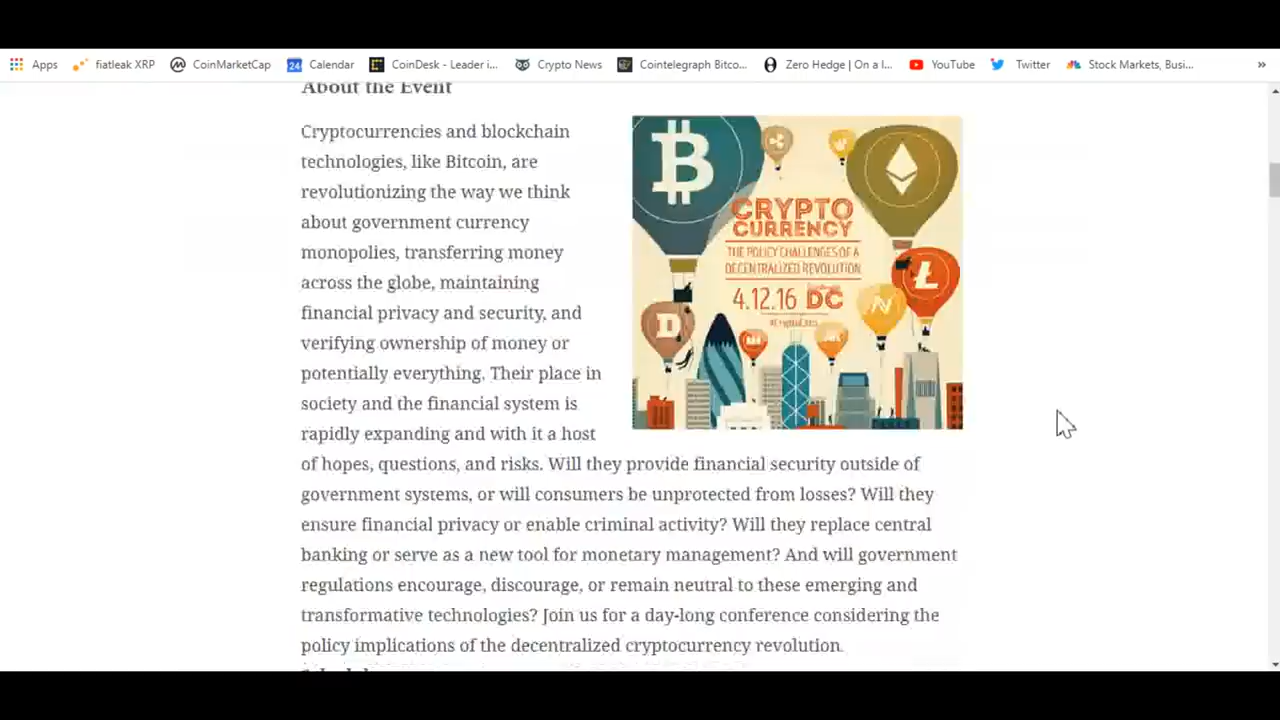 Apps fiatleak XRP CoinMarketCap 24 Calendar CoinDesk - Leader i... Crypto News Cointelegraph Bitco... Zero Hedge | On a l... YouTube Twitter Stock Markets, Busi... »
About the Event
Cryptocurrencies and blockchain
technologies, like Bitcoin, are
revolutionizing the way we think
about government currency
monopolies, transferring money
across the globe, maintaining
financial privacy and security, and
verifying ownership of money or
potentially everything. Their place in
society and the financial system is
rapidly expanding and with it a host
of hopes, questions, and risks. Will they provide financial security outside of
government systems, or will consumers be unprotected from losses? Will they
ensure financial privacy or enable criminal activity? Will they replace central
banking or serve as a new tool for monetary management? And will government
regulations encourage, discourage, or remain neutral to these emerging and
transformative technologies? Join us for a day-long conference considering the
policy implications of the decentralized cryptocurrency revolution.
CRYPTO
CURRENCY
THE POLICY CHALLENGES OF A
DECENTRALIZED REVOLUTION
4.12.16 DC